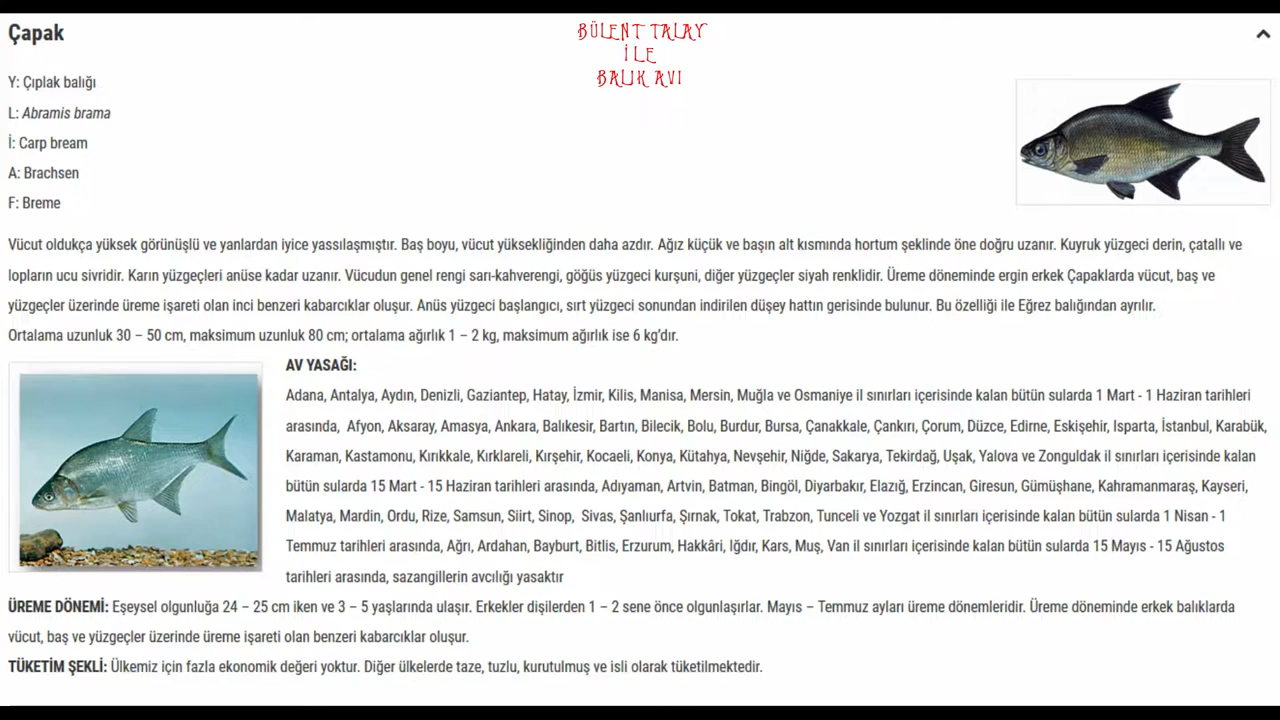 Çapak
BÜLENT TALAY
İLE
BALIK AVI
Y: Çıplak balığı
L: Abramis brama
İ: Carp bream
A: Brachsen
F: Breme
Vücut oldukça yüksek görünüşlü ve yanlardan iyice yassılaşmıştır. Baş boyu, vücut yüksekliğinden daha azdır. Ağız küçük ve başın alt kısmında hortum şeklinde öne doğru uzanır. Kuyruk yüzgeci derin, çatallı ve
lopların ucu sivridir. Karın yüzgeçleri anüse kadar uzanır. Vücudun genel rengi sarı-kahverengi, göğüs yüzgeci kurşuni, diğer yüzgeçler siyah renklidir. Üreme döneminde ergin erkek Çapaklarda vücut, baş ve
yüzgeçler üzerinde üreme işareti olan inci benzeri kabarcıklar oluşur. Anüs yüzgeci başlangıcı, sırt yüzgeci sonundan indirilen düşey hattın gerisinde bulunur. Bu özelliği ile Eğrez balığından ayrılır.
Ortalama uzunluk 30 – 50 cm, maksimum uzunluk 80 cm; ortalama ağırlık 1 – 2 kg, maksimum ağırlık ise 6 kg’dır.
AV YASAĞI:
Adana, Antalya, Aydın, Denizli, Gaziantep, Hatay, İzmir, Kilis, Manisa, Mersin, Muğla ve Osmaniye il sınırları içerisinde kalan bütün sularda 1 Mart - 1 Haziran tarihleri
arasında, Afyon, Aksaray, Amasya, Ankara, Balıkesir, Bartın, Bilecik, Bolu, Burdur, Bursa, Çanakkale, Çankırı, Çorum, Düzce, Edirne, Eskişehir, Isparta, İstanbul, Karabük,
Karaman, Kastamonu, Kırıkkale, Kırklareli, Kırşehir, Kocaeli, Konya, Kütahya, Nevşehir, Niğde, Sakarya, Tekirdağ, Uşak, Yalova ve Zonguldak il sınırları içerisinde kalan
bütün sularda 15 Mart - 15 Haziran tarihleri arasında, Adıyaman, Artvin, Batman, Bingöl, Diyarbakır, Elazığ, Erzincan, Giresun, Gümüşhane, Kahramanmaraş, Kayseri,
Malatya, Mardin, Ordu, Rize, Samsun, Siirt, Sinop, Sivas, Şanlıurfa, Şırnak, Tokat, Trabzon, Tunceli ve Yozgat il sınırları içerisinde kalan bütün sularda 1 Nisan - 1
Temmuz tarihleri arasında, Ağrı, Ardahan, Bayburt, Bitlis, Erzurum, Hakkâri, Iğdır, Kars, Muş, Van il sınırları içerisinde kalan bütün sularda 15 Mayıs - 15 Ağustos
tarihleri arasında, sazangillerin avcılığı yasaktır
ÜREME DÖNEMİ: Eşeysel olgunluğa 24 – 25 cm iken ve 3 – 5 yaşlarında ulaşır. Erkekler dişilerden 1 – 2 sene önce olgunlaşırlar. Mayıs – Temmuz ayları üreme dönemleridir. Üreme döneminde erkek balıklarda
vücut, baş ve yüzgeçler üzerinde üreme işareti olan benzeri kabarcıklar oluşur.
TÜKETİM ŞEKLİ: Ülkemiz için fazla ekonomik değeri yoktur. Diğer ülkelerde taze, tuzlu, kurutulmuş ve isli olarak tüketilmektedir.